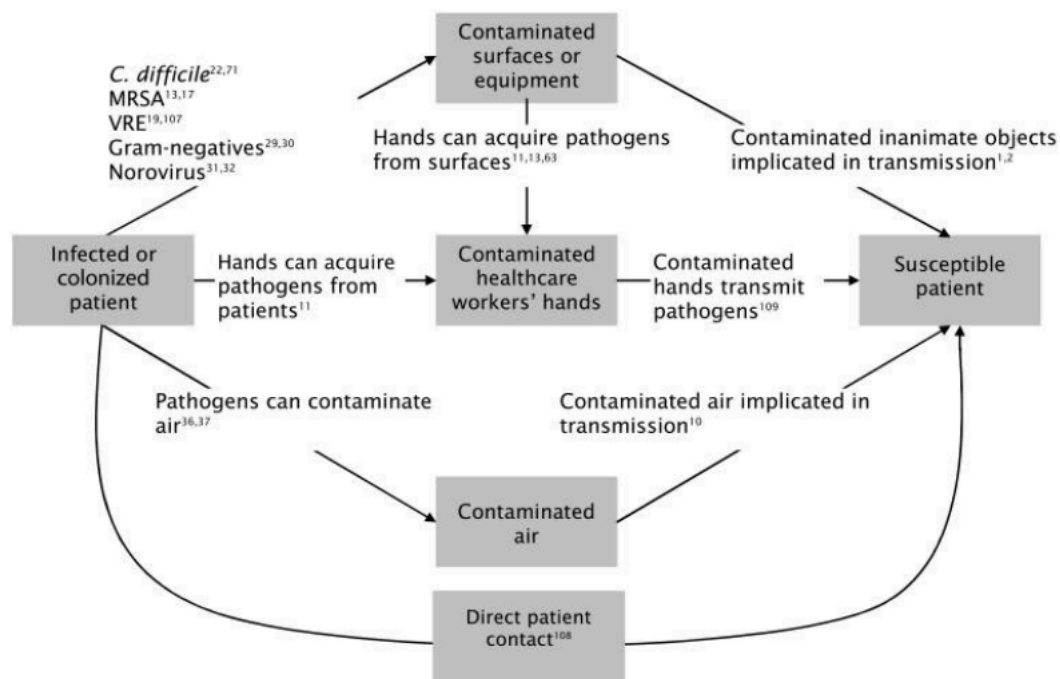 Contaminated
surfaces or
equipment
C. difficile22,71
MRSA13,17
VRE19,107
Gram-negatives29,30
Norovirus31,32
Hands can acquire pathogens
from surfaces11,13,63
Contaminated inanimate objects
implicated in transmission1,2
Infected or
colonized
patient
Hands can acquire
pathogens from
patients11
Contaminated
healthcare
workers’ hands
Contaminated
hands transmit
pathogens109
Susceptible
patient
Pathogens can contaminate
air36,37
Contaminated air implicated in
transmission10
Contaminated
air
Direct patient
contact108